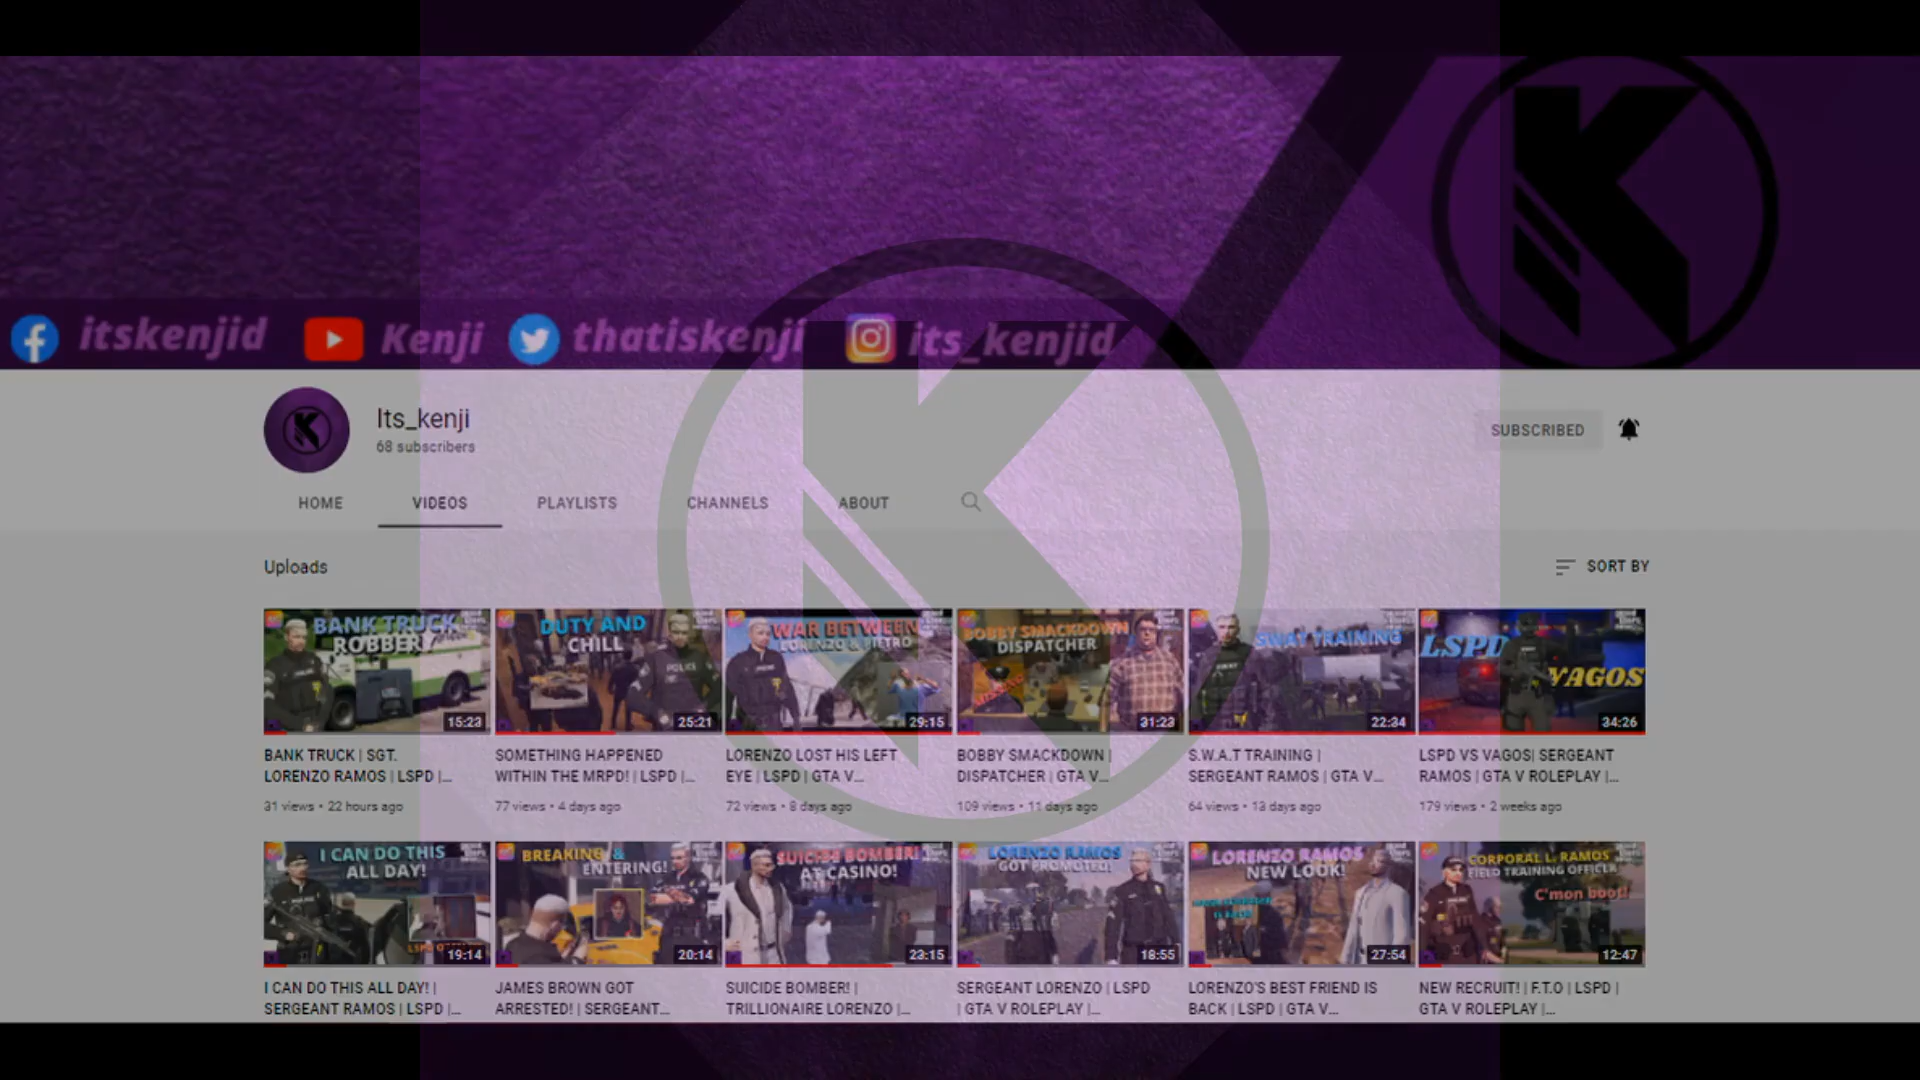 itskenjid Kenji thatiskenji its_kenjid
Its_kenji
68 subscribers
SUBSCRIBED
HOME VIDEOS PLAYLISTS CHANNELS ABOUT
Uploads
SORT BY
BANK TRUCK
ROBBERY
15:23
DUTY AND
CHILL
POLICE
25:21
WAR BETWEEN
LORENZO & PIETRO
29:15
BOBBY SMACKDOWN
DISPATCHER
31:23
SWAT TRAINING
22:34
LSPD
VAGOS
34:26
BANK TRUCK | SGT.
LORENZO RAMOS | LSPD |...
31 views • 22 hours ago
SOMETHING HAPPENED
WITHIN THE MRPD! | LSPD |...
77 views • 4 days ago
LORENZO LOST HIS LEFT
EYE | LSPD | GTA V...
72 views • 8 days ago
BOBBY SMACKDOWN |
DISPATCHER | GTA V...
109 views • 11 days ago
S.W.A.T TRAINING |
SERGEANT RAMOS | GTA V...
64 views • 13 days ago
LSPD VS VAGOS| SERGEANT
RAMOS | GTA V ROLEPLAY |...
179 views • 2 weeks ago
I CAN DO THIS
ALL DAY!
19:14
BREAKING &
ENTERING!
20:14
SUICIDE BOMBER!
AT CASINO!
23:15
LORENZO RAMOS
GOT PROMOTED!
18:55
LORENZO RAMOS
NEW LOOK!
27:54
CORPORAL L. RAMOS
FIELD TRAINING OFFICER
C'mon boot!
12:47
I CAN DO THIS ALL DAY! |
SERGEANT RAMOS | LSPD |...
JAMES BROWN GOT
ARRESTED! | SERGEANT...
SUICIDE BOMBER! |
TRILLIONAIRE LORENZO |...
SERGEANT LORENZO | LSPD
| GTA V ROLEPLAY |...
LORENZO'S BEST FRIEND IS
BACK | LSPD | GTA V...
NEW RECRUIT! | F.T.O | LSPD |
GTA V ROLEPLAY |...